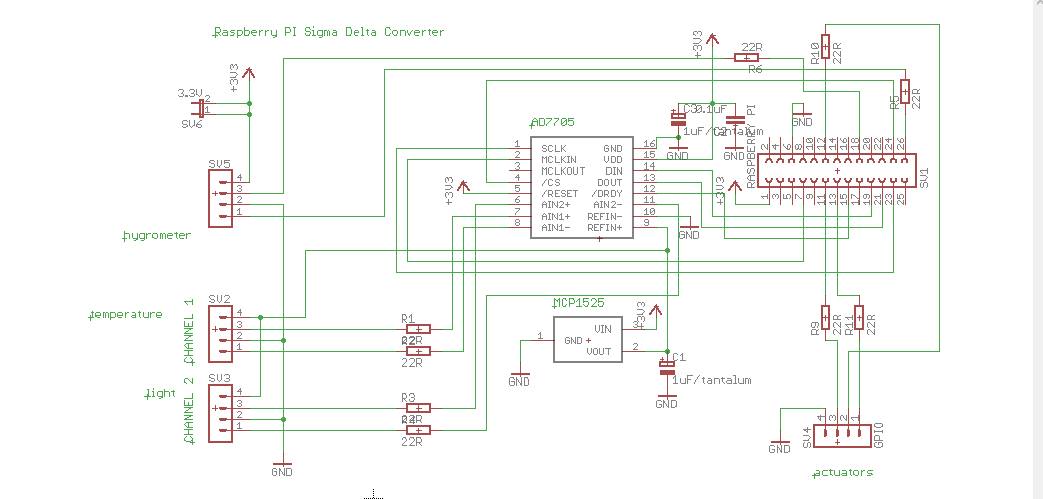 Raspberry PI Sigma Delta Converter
+3V3
3.3V
2
1
SV6
SV5
4
3
2
1
hygrometer
temperature
CHANNEL 1
SV2
4
3
2
1
light
CHANNEL 2
SV3
4
3
2
1
GND
R1
R2
22R
R3
R4
22R
+3V3
AD7705
1 SCLK GND 16
2 MCLKIN VDD 15
3 MCLKOUT DIN 14
4 /CS DOUT 13
5 /RESET /DRDY 12
6 AIN2+ AIN2- 11
7 AIN1+ REFIN- 10
8 AIN1- REFIN+ 9
+3V3
C3
0.1uF
1uF/tantalum
C2
GND
GND
GND
+3V3
22R
R6
R10
22R
R5
22R
GND
RASPBERRY PI
2 4 6 8 10 12 14 16 18 20 22 24 26
1 3 5 7 9 11 13 15 17 19 21 23 25
SV1
MCP1525
1 GND
VIN 3
VOUT 2
+3V3
GND
C1
1uF/tantalum
GND
R9
22R
R11
22R
GND
SV4
4 3 2 1
GPIO
actuators